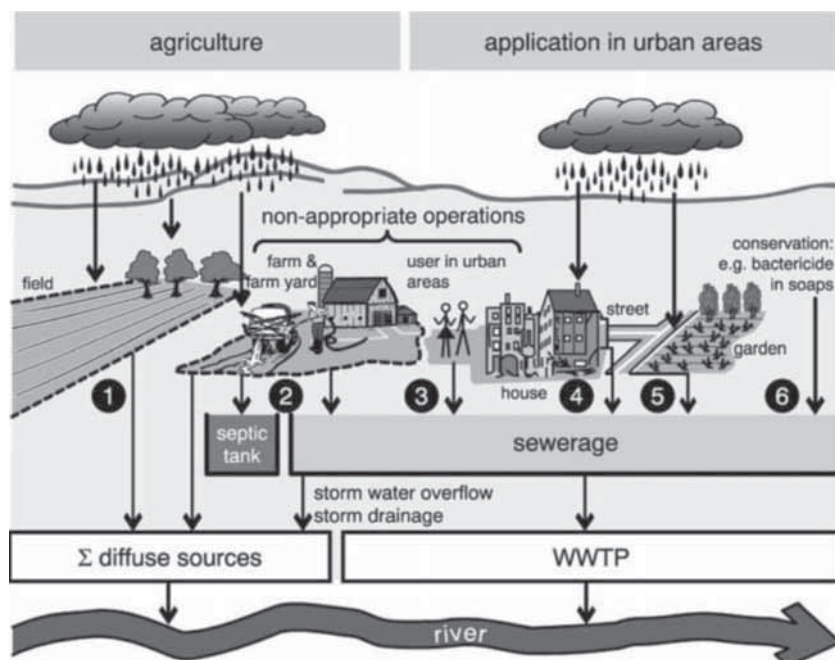 agriculture
application in urban areas
non-appropriate operations
field
farm &
farm yard
user in urban
areas
conservation:
e.g. bactericide
in soaps
street
garden
house
1
2
3
4
5
6
septic
tank
sewerage
storm water overflow
storm drainage
Σ diffuse sources
WWTP
river